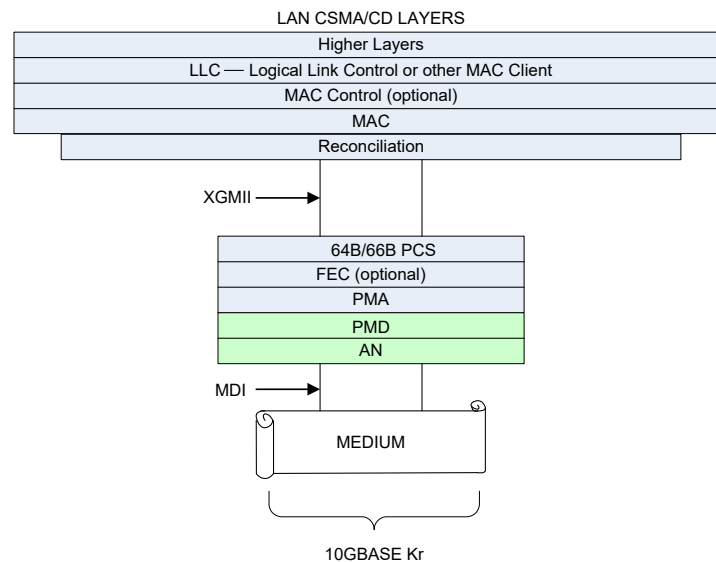 LAN CSMA/CD LAYERS
Higher Layers
LLC — Logical Link Control or other MAC Client
MAC Control (optional)
MAC
Reconciliation
XGMII
64B/66B PCS
FEC (optional)
PMA
PMD
AN
MDI
MEDIUM
10GBASE Kr